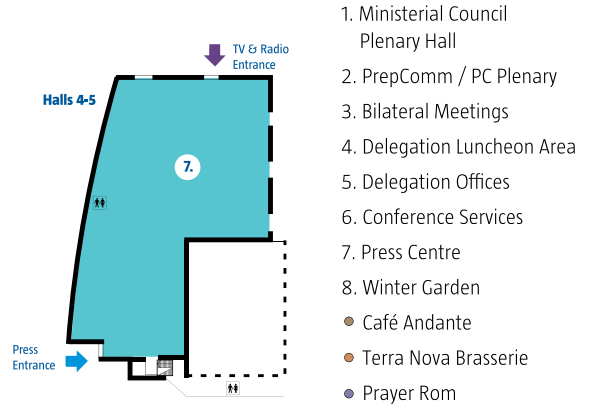 TV & Radio
Entrance
Halls 4-5
7.
Press
Entrance
1. Ministerial Council
Plenary Hall
2. PrepComm / PC Plenary
3. Bilateral Meetings
4. Delegation Luncheon Area
5. Delegation Offices
6. Conference Services
7. Press Centre
8. Winter Garden
Café Andante
Terra Nova Brasserie
Prayer Rom